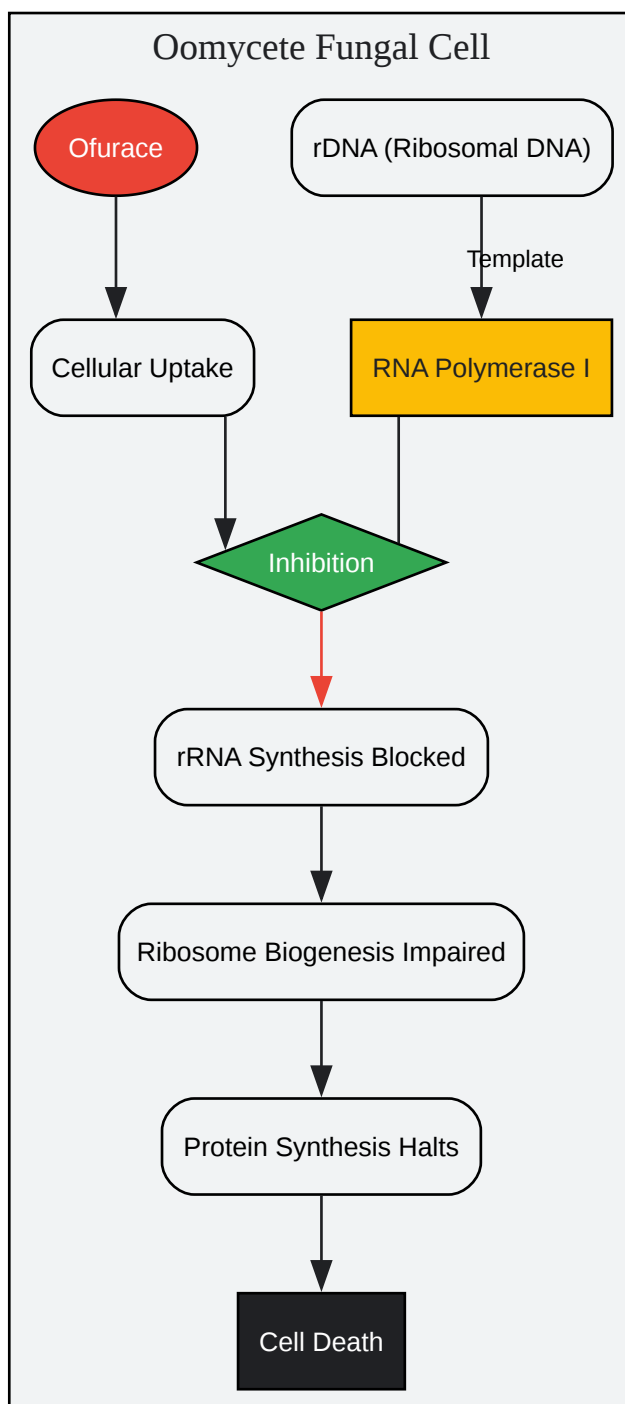 Oomycete Fungal Cell
Ofurace
rDNA (Ribosomal DNA)
Template
Cellular Uptake
RNA Polymerase I
Inhibition
rRNA Synthesis Blocked
Ribosome Biogenesis Impaired
Protein Synthesis Halts
Cell Death